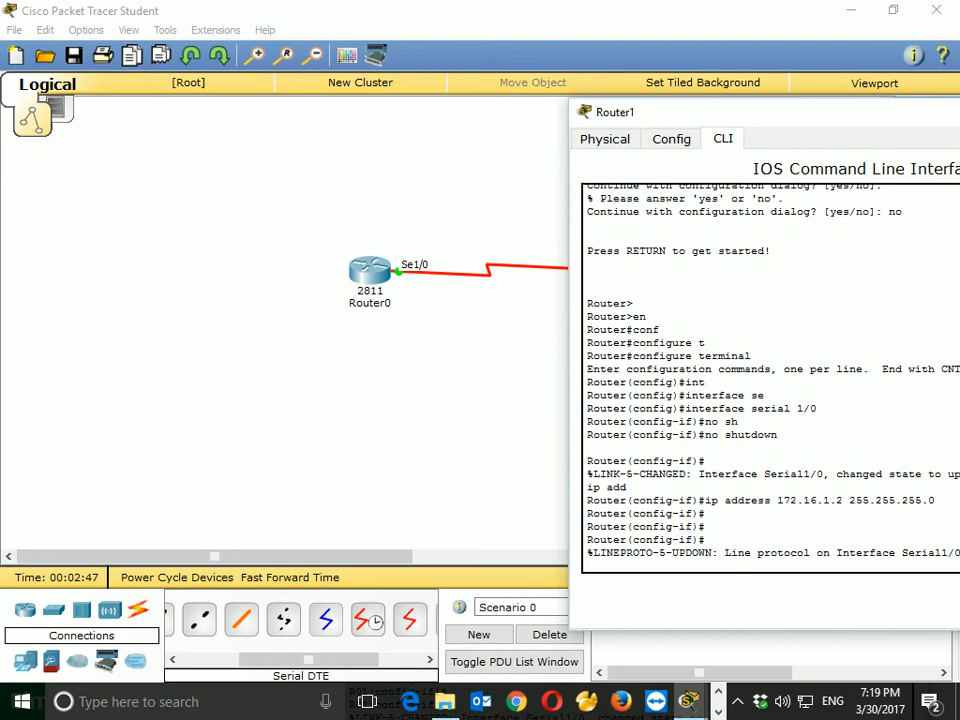 Cisco Packet Tracer Student
File Edit Options View Tools Extensions Help
Logical [Root] New Cluster Move Object Set Tiled Background Viewport
Router1
Physical Config CLI
IOS Command Line Interfa
Continue with configuration dialog? [yes/no]:
% Please answer 'yes' or 'no'.
Continue with configuration dialog? [yes/no]: no
Press RETURN to get started!
Router>
Router>en
Router#conf
Router#configure t
Router#configure terminal
Enter configuration commands, one per line.  End with CNT
Router(config)#int
Router(config)#interface se
Router(config)#interface serial 1/0
Router(config-if)#no sh
Router(config-if)#no shutdown
Router(config-if)#
%LINK-5-CHANGED: Interface Serial1/0, changed state to up
ip add
Router(config-if)#ip address 172.16.1.2 255.255.255.0
Router(config-if)#
Router(config-if)#
Router(config-if)#
%LINEPROTO-5-UPDOWN: Line protocol on Interface Serial1/0
Se1/0
2811
Router0
Time: 00:02:47 Power Cycle Devices Fast Forward Time
Scenario 0
Connections
New Delete
Toggle PDU List Window
Serial DTE
Type here to search
ENG
7:19 PM
3/30/2017
2